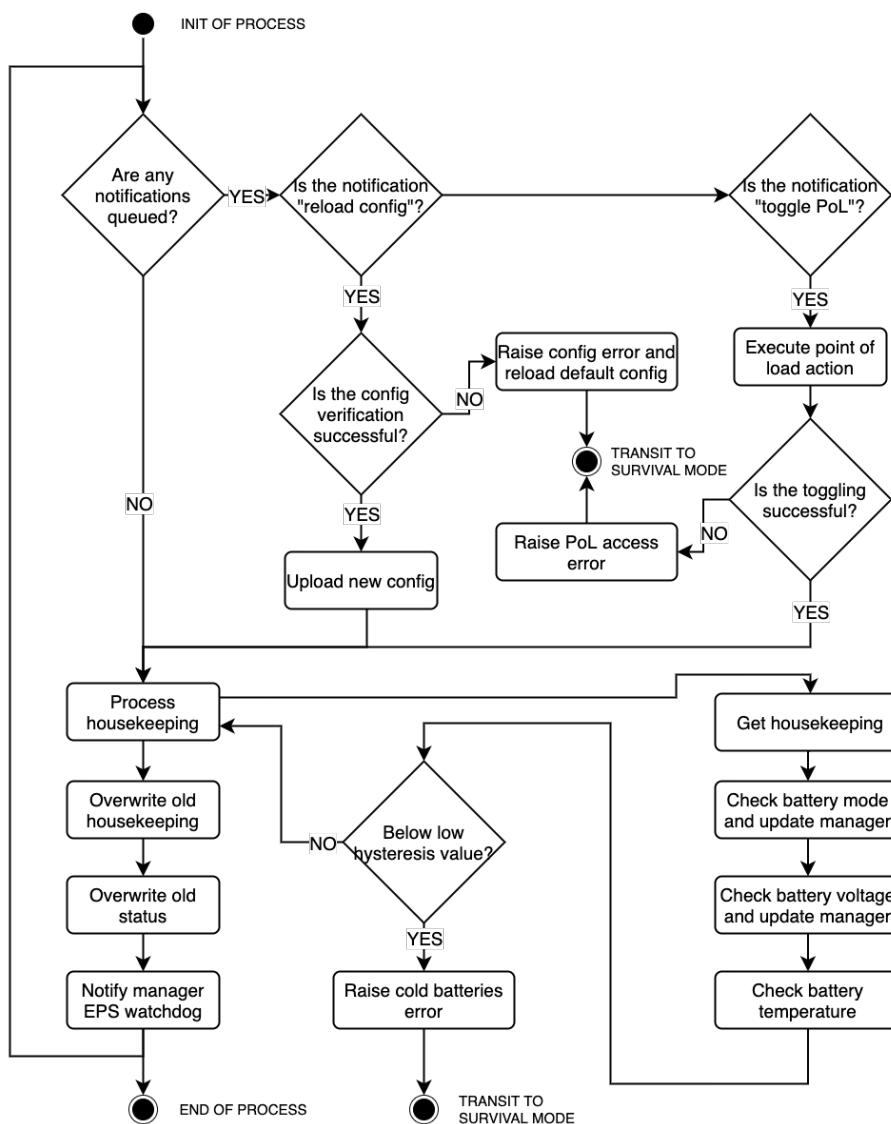 INIT OF PROCESS
Are any
notifications
queued?
YES
Is the notification
"reload config"?
Is the notification
"toggle PoL"?
YES
YES
Raise config error and
reload default config
Execute point of
load action
Is the config
verification
successful?
NO
TRANSIT TO
SURVIVAL MODE
Is the toggling
successful?
NO
YES
Raise PoL access
error
NO
Upload new config
YES
Process
housekeeping
Get housekeeping
Overwrite old
housekeeping
Below low
hysteresis value?
NO
Check battery mode
and update manager
Overwrite old
status
Check battery voltage
and update manager
YES
Notify manager
EPS watchdog
Raise cold batteries
error
Check battery
temperature
END OF PROCESS
TRANSIT TO
SURVIVAL MODE